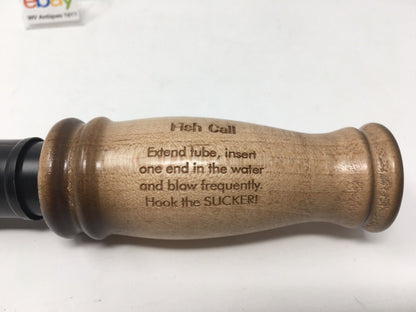 ebay
WV Antiques 1977
Fish Call
Extend tube, insert
one end in the water
and blow frequently.
Hook the SUCKER!